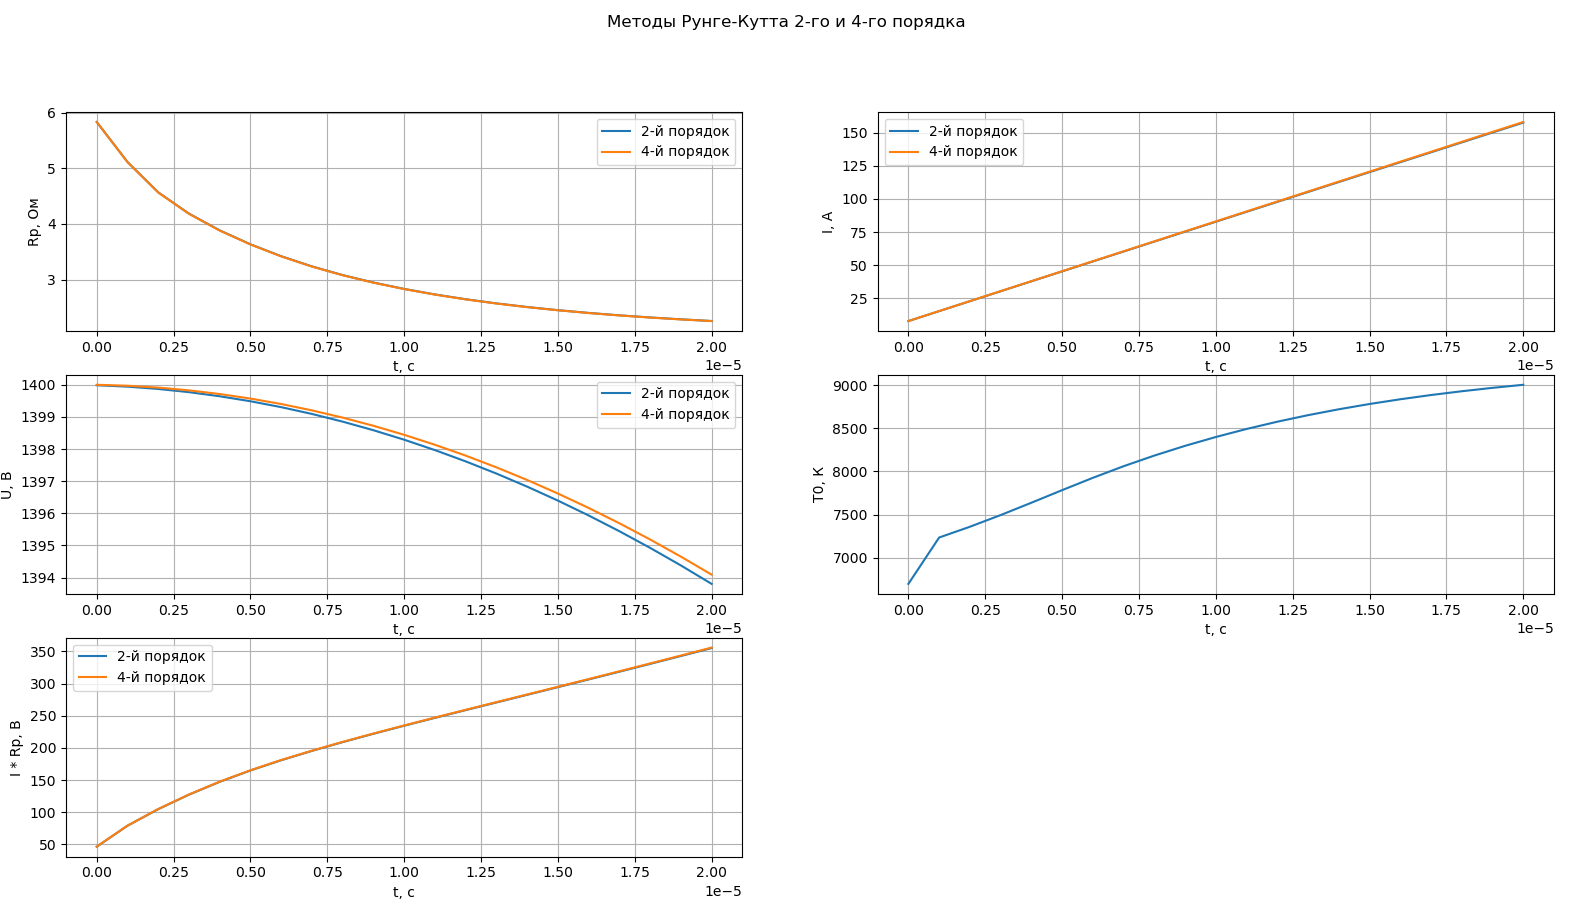 Методы Рунге-Кутта 2-го и 4-го порядка
6
5
4
3
Rp, Ом
2-й порядок
4-й порядок
0.00 0.25 0.50 0.75 1.00 1.25 1.50 1.75 2.00
1e−5
t, с
150
125
100
75
50
25
I, А
2-й порядок
4-й порядок
0.00 0.25 0.50 0.75 1.00 1.25 1.50 1.75 2.00
1e−5
t, с
1400
1399
1398
1397
1396
1395
1394
U, В
2-й порядок
4-й порядок
0.00 0.25 0.50 0.75 1.00 1.25 1.50 1.75 2.00
1e−5
t, с
9000
8500
8000
7500
7000
T0, К
0.00 0.25 0.50 0.75 1.00 1.25 1.50 1.75 2.00
1e−5
t, с
350
300
250
200
150
100
50
I * Rp, В
2-й порядок
4-й порядок
0.00 0.25 0.50 0.75 1.00 1.25 1.50 1.75 2.00
1e−5
t, с